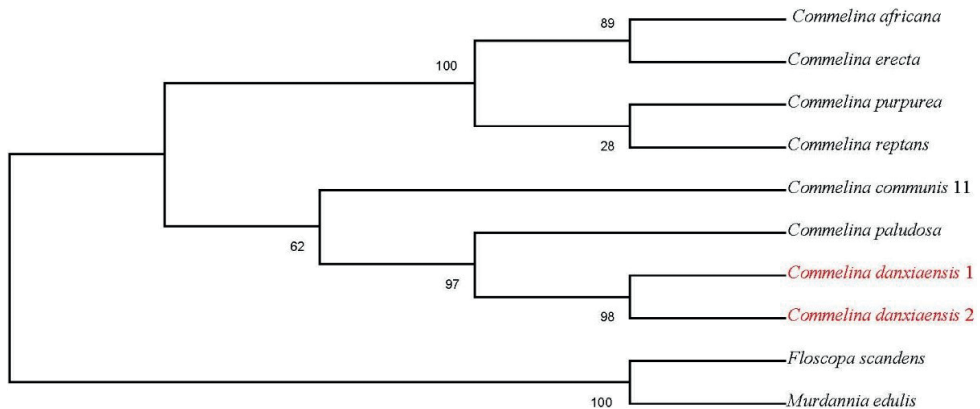 Commelina africana
89
Commelina erecta
100
Commelina purpurea
28
Commelina reptans
Commelina communis 11
62
Commelina paludosa
97
Commelina danxiaensis 1
98
Commelina danxiaensis 2
Floscopa scandens
100
Murdannia edulis